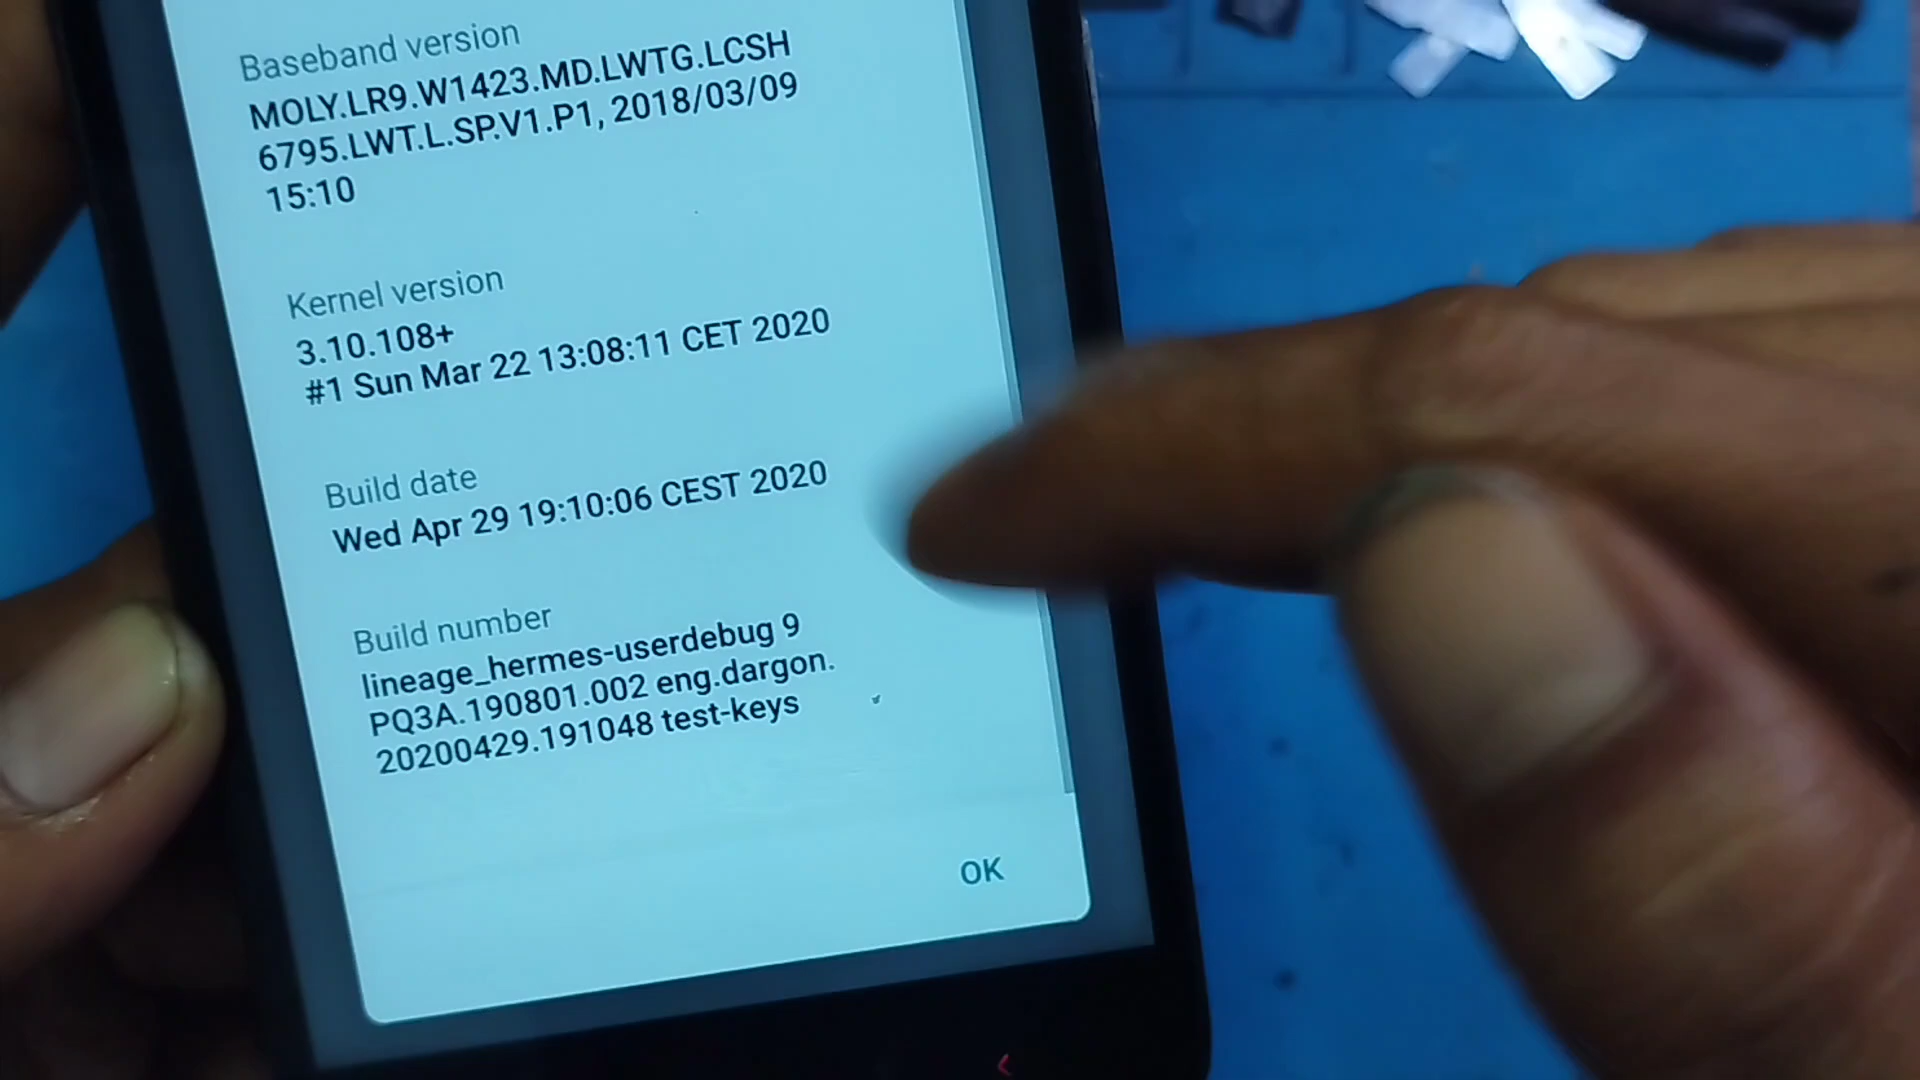 Baseband version
MOLY.LR9.W1423.MD.LWTG.LCSH
6795.LWT.L.SP.V1.P1, 2018/03/09
15:10
Kernel version
3.10.108+
#1 Sun Mar 22 13:08:11 CET 2020
Build date
Wed Apr 29 19:10:06 CEST 2020
Build number
lineage_hermes-userdebug 9
PQ3A.190801.002 eng.dargon.
20200429.191048 test-keys
OK